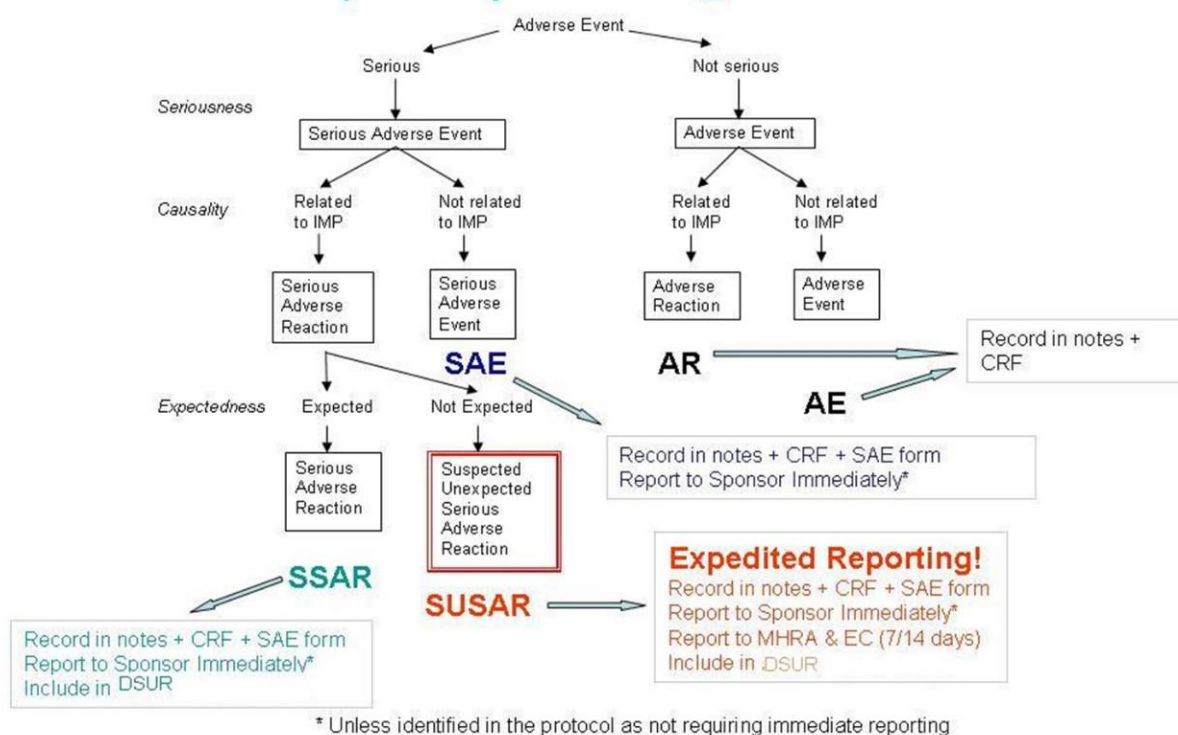 Adverse Event
Serious
Not serious
Seriousness
Serious Adverse Event
Adverse Event
Causality
Related
to IMP
Not related
to IMP
Related
to IMP
Not related
to IMP
Serious
Adverse
Reaction
Serious
Adverse
Event
Adverse
Reaction
Adverse
Event
SAE
AR
AE
Record in notes +
CRF
Expectedness
Expected
Not Expected
Record in notes + CRF + SAE form
Report to Sponsor Immediately*
Serious
Adverse
Reaction
Suspected
Unexpected
Serious
Adverse
Reaction
SSAR
SUSAR
Expedited Reporting!
Record in notes + CRF + SAE form
Report to Sponsor Immediately*
Report to MHRA & EC (7/14 days)
Include in DSUR
Record in notes + CRF + SAE form
Report to Sponsor Immediately*
Include in DSUR
* Unless identified in the protocol as not requiring immediate reporting